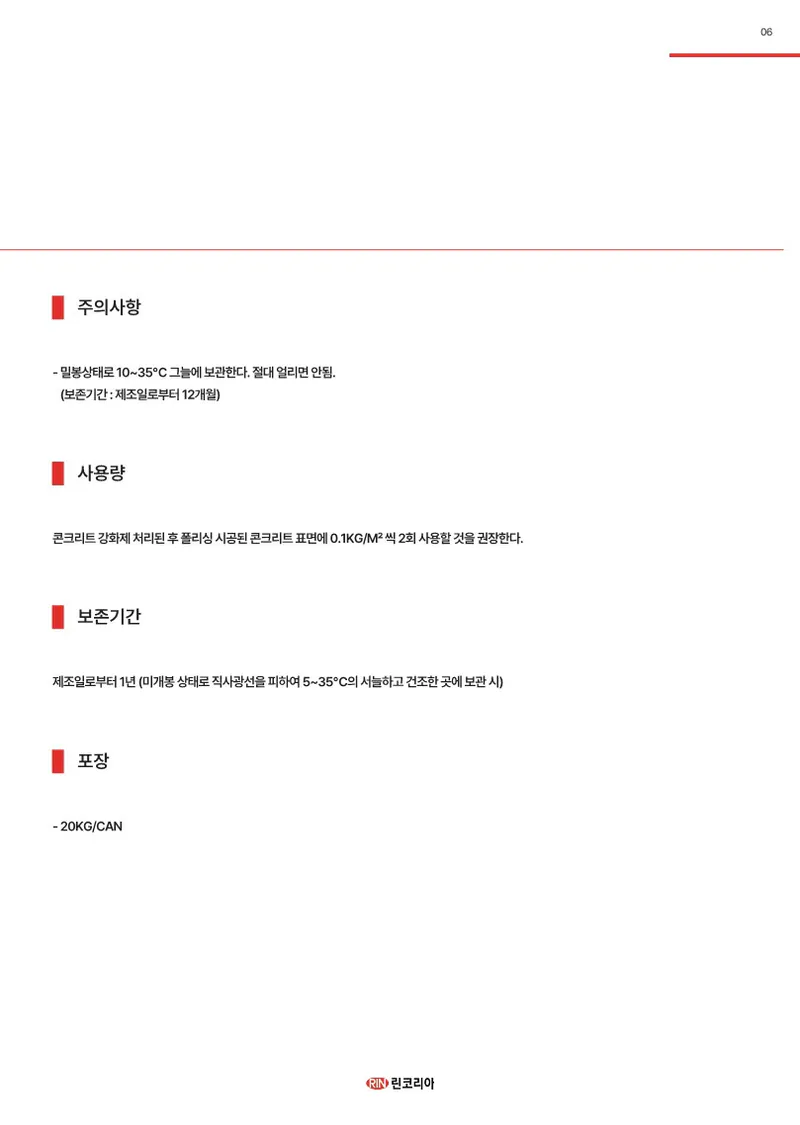 06
주의사항
- 밀봉상태로 10~35°C 그늘에 보관한다. 절대 얼리면 안됨.
(보존기간 : 제조일로부터 12개월)
사용량
콘크리트 강화제 처리된 후 폴리싱 시공된 콘크리트 표면에 0.1KG/M² 씩 2회 사용할 것을 권장한다.
보존기간
제조일로부터 1년 (미개봉 상태로 직사광선을 피하여 5~35°C의 서늘하고 건조한 곳에 보관 시)
포장
- 20KG/CAN
RIN 린코리아